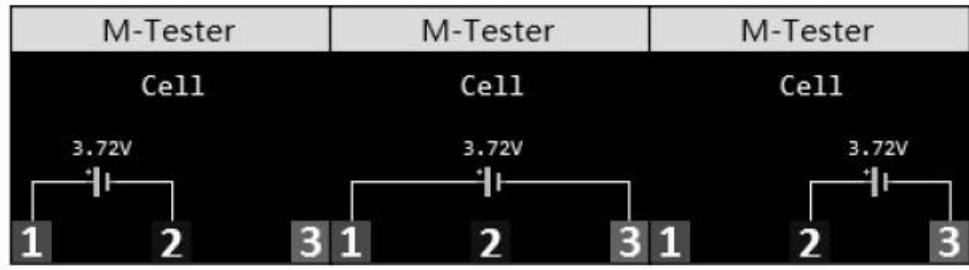 M-Tester M-Tester M-Tester
Cell Cell Cell
3.72V 3.72V 3.72V
+ + +
1 2 3 1 2 3 1 2 3